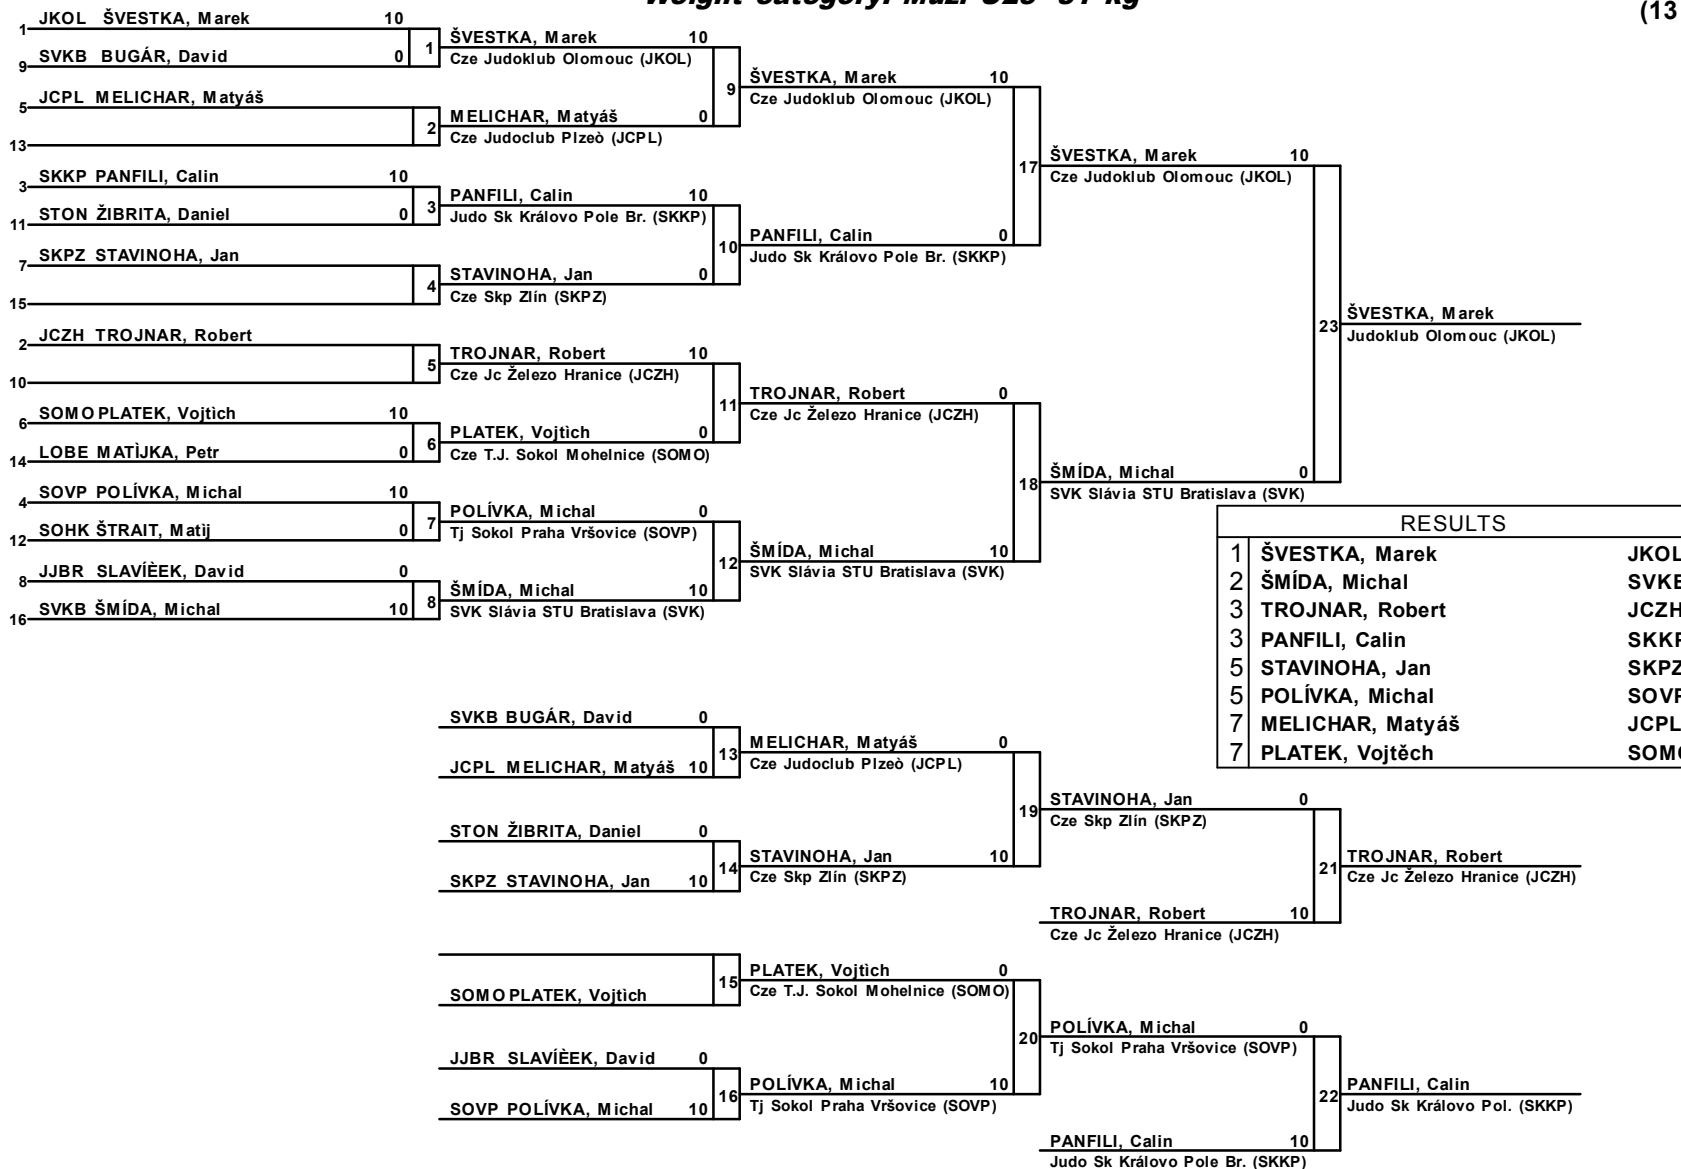 (13
1 JKOL ŠVESTKA, Marek 10
9 SVKB BUGÁR, David 0
1
5 JCPL MELICHAR, Matyáš
13
2
3 SKKP PANFILI, Calin 10
11 STON ŽIBRITA, Daniel 0
3
7 SKPZ STAVINOHA, Jan
15
4
2 JCZH TROJNAR, Robert
10
5
6 SOMO PLATEK, Vojtìch 10
14 LOBE MATÌJKA, Petr 0
6
4 SOVP POLÍVKA, Michal 10
12 SOHK ŠTRAIT, Matìj 0
7
8 JJBR SLAVÍÈEK, David 0
16 SVKB ŠMÍDA, Michal 10
8
ŠVESTKA, Marek 10
Cze Judoklub Olomouc (JKOL)
9
MELICHAR, Matyáš 0
Cze Judoclub Plzeò (JCPL)
PANFILI, Calin 10
Judo Sk Královo Pole Br. (SKKP)
10
STAVINOHA, Jan 0
Cze Skp Zlín (SKPZ)
TROJNAR, Robert 10
Cze Jc Železo Hranice (JCZH)
11
PLATEK, Vojtìch 0
Cze T.J. Sokol Mohelnice (SOMO)
POLÍVKA, Michal 0
Tj Sokol Praha Vršovice (SOVP)
12
ŠMÍDA, Michal 10
SVK Slávia STU Bratislava (SVK)
ŠVESTKA, Marek 10
Cze Judoklub Olomouc (JKOL)
17
PANFILI, Calin 0
Judo Sk Královo Pole Br. (SKKP)
TROJNAR, Robert 0
Cze Jc Železo Hranice (JCZH)
18
ŠMÍDA, Michal 10
SVK Slávia STU Bratislava (SVK)
ŠVESTKA, Marek 10
Cze Judoklub Olomouc (JKOL)
23
ŠMÍDA, Michal 0
SVK Slávia STU Bratislava (SVK)
ŠVESTKA, Marek
Judoklub Olomouc (JKOL)
RESULTS
1 ŠVESTKA, Marek JKOL
2 ŠMÍDA, Michal SVKB
3 TROJNAR, Robert JCZH
3 PANFILI, Calin SKKP
5 STAVINOHA, Jan SKPZ
5 POLÍVKA, Michal SOVP
7 MELICHAR, Matyáš JCPL
7 PLATEK, Vojtěch SOMO
SVKB BUGÁR, David 0
13
JCPL MELICHAR, Matyáš 10
STON ŽIBRITA, Daniel 0
14
SKPZ STAVINOHA, Jan 10
15
SOMO PLATEK, Vojtìch
JJBR SLAVÍÈEK, David 0
16
SOVP POLÍVKA, Michal 10
MELICHAR, Matyáš 0
Cze Judoclub Plzeò (JCPL)
19
STAVINOHA, Jan 10
Cze Skp Zlín (SKPZ)
PLATEK, Vojtìch 0
Cze T.J. Sokol Mohelnice (SOMO)
20
POLÍVKA, Michal 10
Tj Sokol Praha Vršovice (SOVP)
STAVINOHA, Jan 0
Cze Skp Zlín (SKPZ)
21
TROJNAR, Robert 10
Cze Jc Železo Hranice (JCZH)
TROJNAR, Robert
Cze Jc Železo Hranice (JCZH)
POLÍVKA, Michal 0
Tj Sokol Praha Vršovice (SOVP)
22
PANFILI, Calin 10
Judo Sk Královo Pole Br. (SKKP)
PANFILI, Calin
Judo Sk Královo Pol. (SKKP)